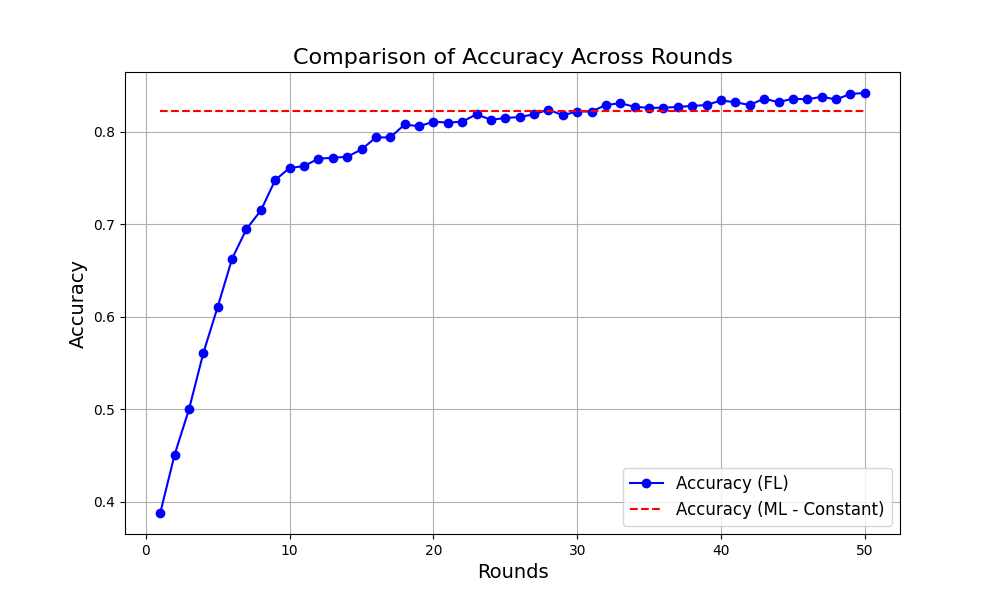 Comparison of Accuracy Across Rounds
Accuracy
0.8
0.7
0.6
0.5
0.4
0
10
20
30
40
50
Rounds
Accuracy (FL)
Accuracy (ML - Constant)